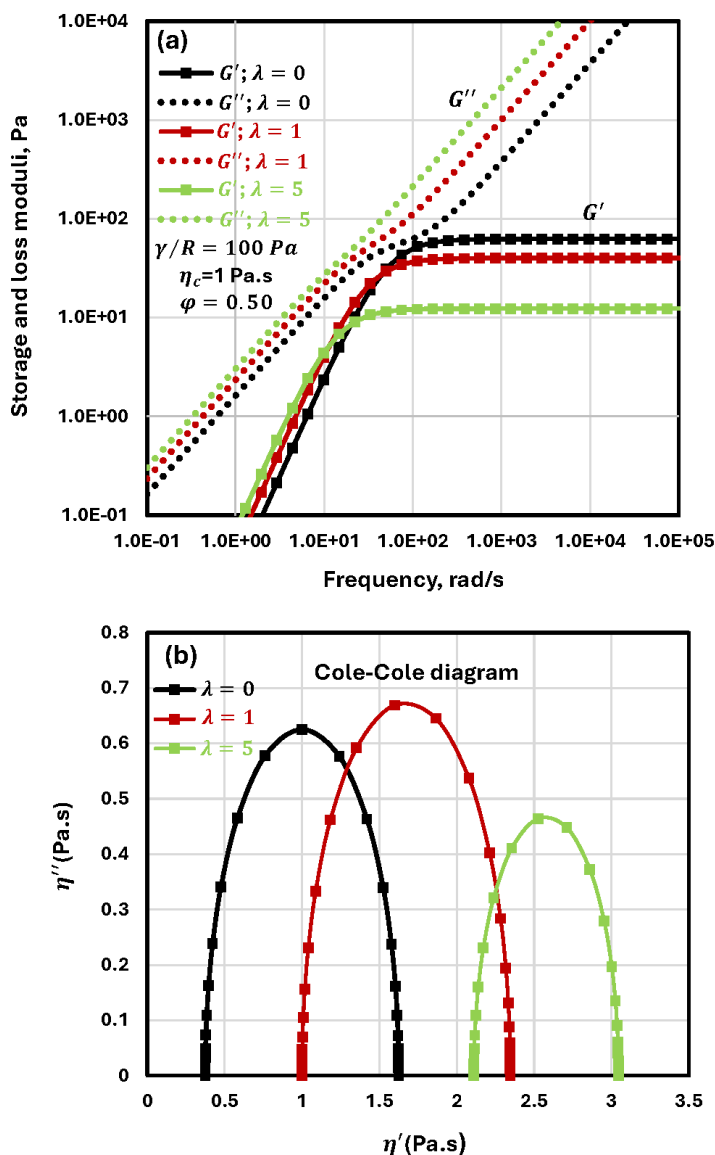 (a)
1.0E+04
1.0E+03
1.0E+02
1.0E+01
1.0E+00
1.0E-01
Storage and loss moduli, Pa
G′; λ = 0
G′′; λ = 0
G′; λ = 1
G′′; λ = 1
G′; λ = 5
G′′; λ = 5
γ/R = 100 Pa
η_c=1 Pa.s
φ = 0.50
G′′
G′
1.0E-01 1.0E+00 1.0E+01 1.0E+02 1.0E+03 1.0E+04 1.0E+05
Frequency, rad/s
(b)
Cole-Cole diagram
λ = 0
λ = 1
λ = 5
0.8
0.7
0.6
0.5
0.4
0.3
0.2
0.1
0
η′′(Pa.s)
0 0.5 1 1.5 2 2.5 3 3.5
η′(Pa.s)